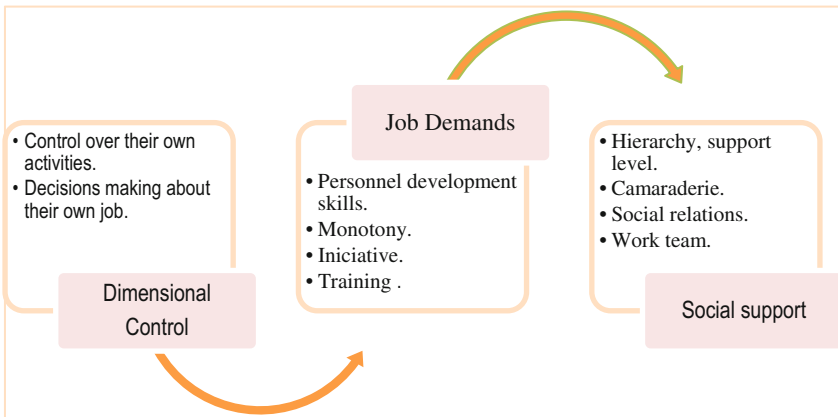 • Control over their own
activities.
• Decisions making about
their own job.
Dimensional
Control
Job Demands
• Personnel development
skills.
• Monotony.
• Iniciative.
• Training .
• Hierarchy, support
level.
• Camaraderie.
• Social relations.
• Work team.
Social support